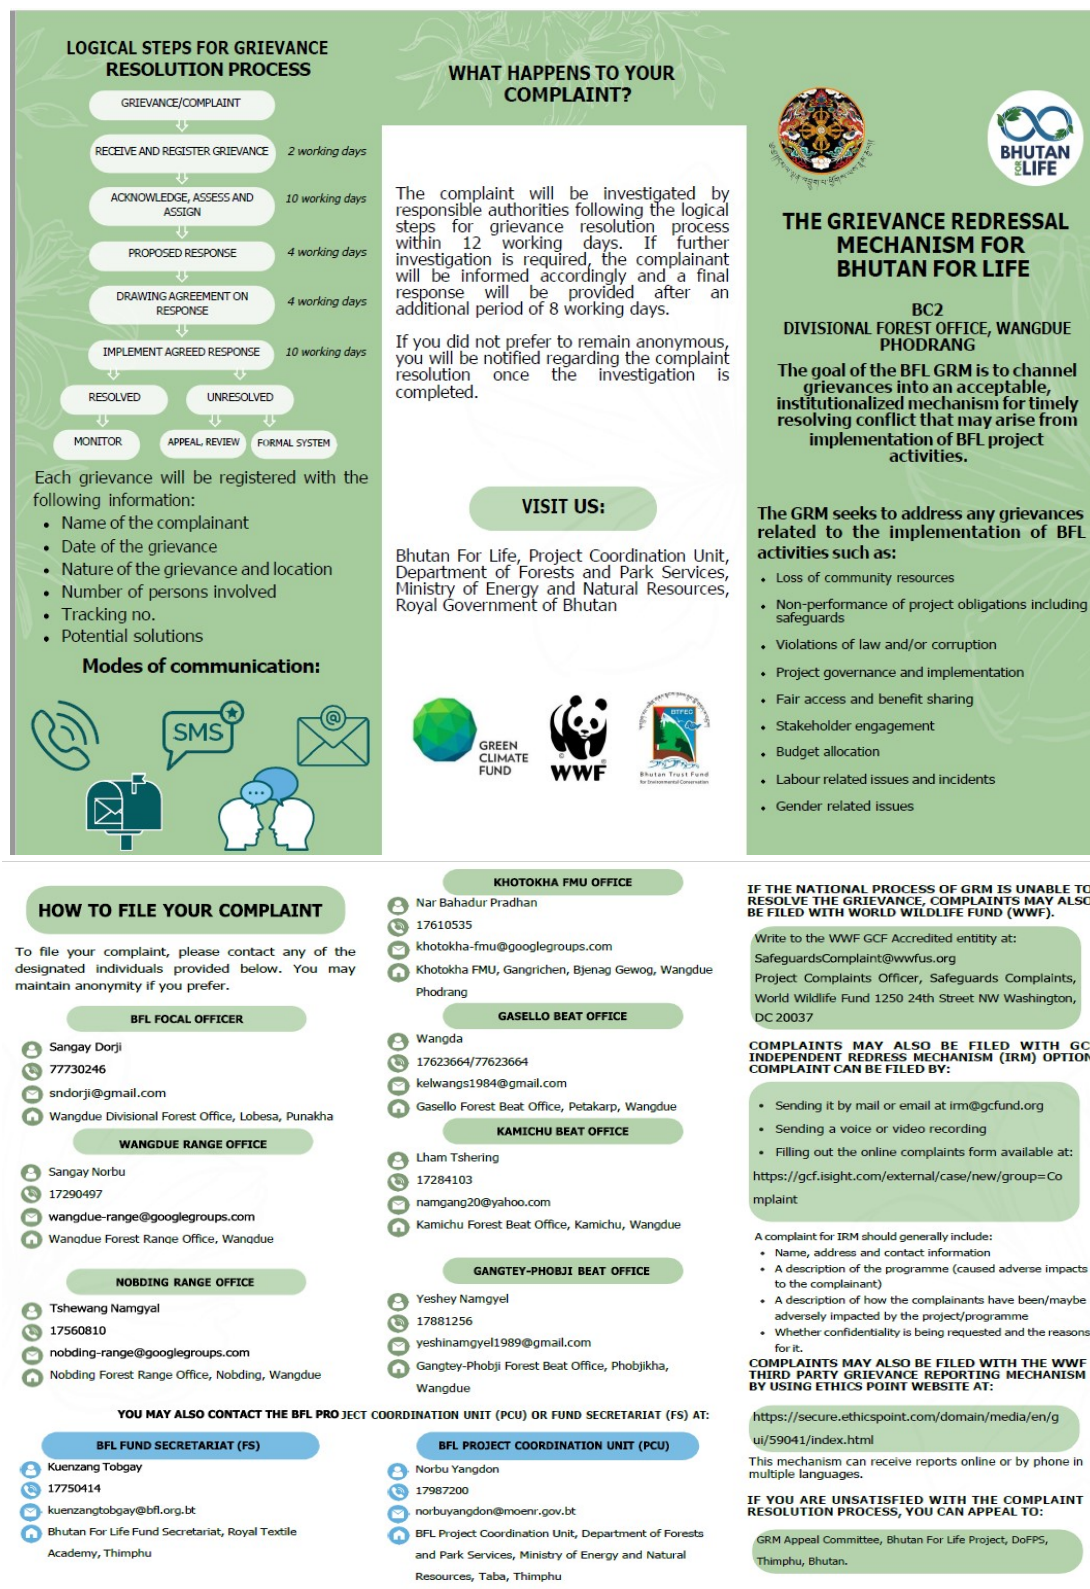 LOGICAL STEPS FOR GRIEVANCE
RESOLUTION PROCESS
GRIEVANCE/COMPLAINT
RECEIVE AND REGISTER GRIEVANCE
2 working days
ACKNOWLEDGE, ASSESS AND
ASSIGN
10 working days
PROPOSED RESPONSE
4 working days
DRAWING AGREEMENT ON
RESPONSE
4 working days
IMPLEMENT AGREED RESPONSE
10 working days
RESOLVED
UNRESOLVED
MONITOR
APPEAL, REVIEW
FORMAL SYSTEM
Each grievance will be registered with the
following information:
• Name of the complainant
• Date of the grievance
• Nature of the grievance and location
• Number of persons involved
• Tracking no.
• Potential solutions
Modes of communication:
SMS
WHAT HAPPENS TO YOUR
COMPLAINT?
The complaint will be investigated by
responsible authorities following the logical
steps for grievance resolution process
within 12 working days. If further
investigation is required, the complainant
will be informed accordingly and a final
response will be provided after an
additional period of 8 working days.
If you did not prefer to remain anonymous,
you will be notified regarding the complaint
resolution once the investigation is
completed.
VISIT US:
Bhutan For Life, Project Coordination Unit,
Department of Forests and Park Services,
Ministry of Energy and Natural Resources,
Royal Government of Bhutan
GREEN
CLIMATE
FUND
WWF
BTFEC
Bhutan Trust Fund
for Environmental Conservation
BHUTAN
FOR LIFE
THE GRIEVANCE REDRESSAL
MECHANISM FOR
BHUTAN FOR LIFE
BC2
DIVISIONAL FOREST OFFICE, WANGDUE
PHODRANG
The goal of the BFL GRM is to channel
grievances into an acceptable,
institutionalized mechanism for timely
resolving conflict that may arise from
implementation of BFL project
activities.
The GRM seeks to address any grievances
related to the implementation of BFL
activities such as:
• Loss of community resources
• Non-performance of project obligations including
safeguards
• Violations of law and/or corruption
• Project governance and implementation
• Fair access and benefit sharing
• Stakeholder engagement
• Budget allocation
• Labour related issues and incidents
• Gender related issues
HOW TO FILE YOUR COMPLAINT
To file your complaint, please contact any of the
designated individuals provided below. You may
maintain anonymity if you prefer.
BFL FOCAL OFFICER
Sangay Dorji
77730246
sndorji@gmail.com
Wangdue Divisional Forest Office, Lobesa, Punakha
WANGDUE RANGE OFFICE
Sangay Norbu
17290497
wangdue-range@googlegroups.com
Wangdue Forest Range Office, Wangdue
NOBDING RANGE OFFICE
Tshewang Namgyal
17560810
nobding-range@googlegroups.com
Nobding Forest Range Office, Nobding, Wangdue
KHOTOKHA FMU OFFICE
Nar Bahadur Pradhan
17610535
khotokha-fmu@googlegroups.com
Khotokha FMU, Gangrichen, Bjenag Gewog, Wangdue
Phodrang
GASELLO BEAT OFFICE
Wangda
17623664/77623664
kelwangs1984@gmail.com
Gasello Forest Beat Office, Petakarp, Wangdue
KAMICHU BEAT OFFICE
Lham Tshering
17284103
namgang20@yahoo.com
Kamichu Forest Beat Office, Kamichu, Wangdue
GANGTEY-PHOBJI BEAT OFFICE
Yeshey Namgyel
17881256
yeshinamgyel1989@gmail.com
Gangtey-Phobji Forest Beat Office, Phobjikha,
Wangdue
YOU MAY ALSO CONTACT THE BFL PROJECT COORDINATION UNIT (PCU) OR FUND SECRETARIAT (FS) AT:
BFL FUND SECRETARIAT (FS)
Kuenzang Tobgay
17750414
kuenzangtobgay@bfl.org.bt
Bhutan For Life Fund Secretariat, Royal Textile
Academy, Thimphu
BFL PROJECT COORDINATION UNIT (PCU)
Norbu Yangdon
17987200
norbuyangdon@moenr.gov.bt
BFL Project Coordination Unit, Department of Forests
and Park Services, Ministry of Energy and Natural
Resources, Taba, Thimphu
IF THE NATIONAL PROCESS OF GRM IS UNABLE TO
RESOLVE THE GRIEVANCE, COMPLAINTS MAY ALSO
BE FILED WITH WORLD WILDLIFE FUND (WWF).
Write to the WWF GCF Accredited entitity at:
SafeguardsComplaint@wwfus.org
Project Complaints Officer, Safeguards Complaints,
World Wildlife Fund 1250 24th Street NW Washington,
DC 20037
COMPLAINTS MAY ALSO BE FILED WITH GC
INDEPENDENT REDRESS MECHANISM (IRM) OPTION
COMPLAINT CAN BE FILED BY:
• Sending it by mail or email at irm@gcfund.org
• Sending a voice or video recording
• Filling out the online complaints form available at:
https://gcf.isight.com/external/case/new/group=Co
mplaint
A complaint for IRM should generally include:
• Name, address and contact information
• A description of the programme (caused adverse impacts
to the complainant)
• A description of how the complainants have been/maybe
adversely impacted by the project/programme
• Whether confidentiality is being requested and the reasons
for it.
COMPLAINTS MAY ALSO BE FILED WITH THE WWF
THIRD PARTY GRIEVANCE REPORTING MECHANISM
BY USING ETHICS POINT WEBSITE AT:
https://secure.ethicspoint.com/domain/media/en/g
ui/59041/index.html
This mechanism can receive reports online or by phone in
multiple languages.
IF YOU ARE UNSATISFIED WITH THE COMPLAINT
RESOLUTION PROCESS, YOU CAN APPEAL TO:
GRM Appeal Committee, Bhutan For Life Project, DoFPS,
Thimphu, Bhutan.